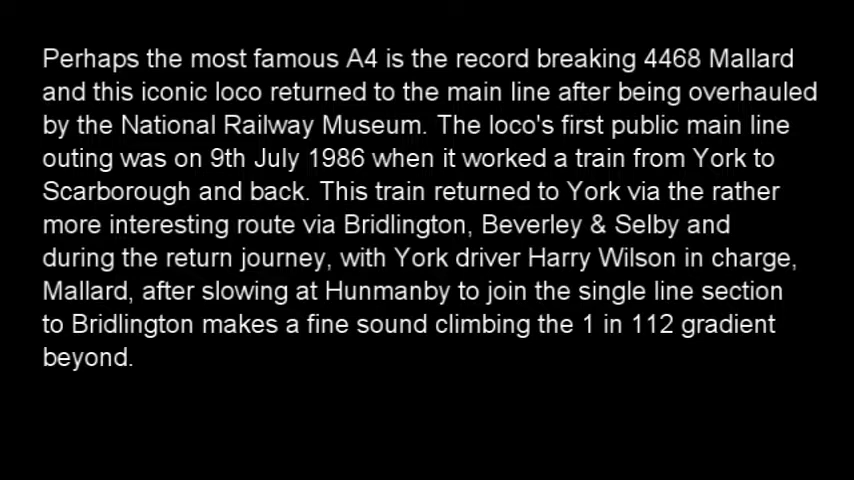 Perhaps the most famous A4 is the record breaking 4468 Mallard
and this iconic loco returned to the main line after being overhauled
by the National Railway Museum. The loco's first public main line
outing was on 9th July 1986 when it worked a train from York to
Scarborough and back. This train returned to York via the rather
more interesting route via Bridlington, Beverley & Selby and
during the return journey, with York driver Harry Wilson in charge,
Mallard, after slowing at Hunmanby to join the single line section
to Bridlington makes a fine sound climbing the 1 in 112 gradient
beyond.